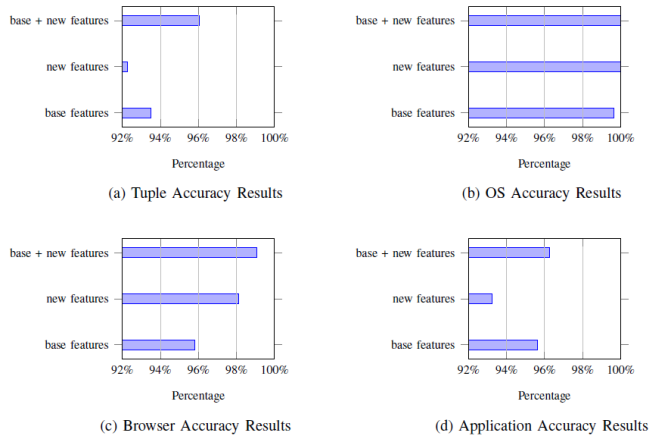 base + new features
new features
base features
92% 94% 96% 98% 100%
Percentage
(a) Tuple Accuracy Results
base + new features
new features
base features
92% 94% 96% 98% 100%
Percentage
(b) OS Accuracy Results
base + new features
new features
base features
92% 94% 96% 98% 100%
Percentage
(c) Browser Accuracy Results
base + new features
new features
base features
92% 94% 96% 98% 100%
Percentage
(d) Application Accuracy Results